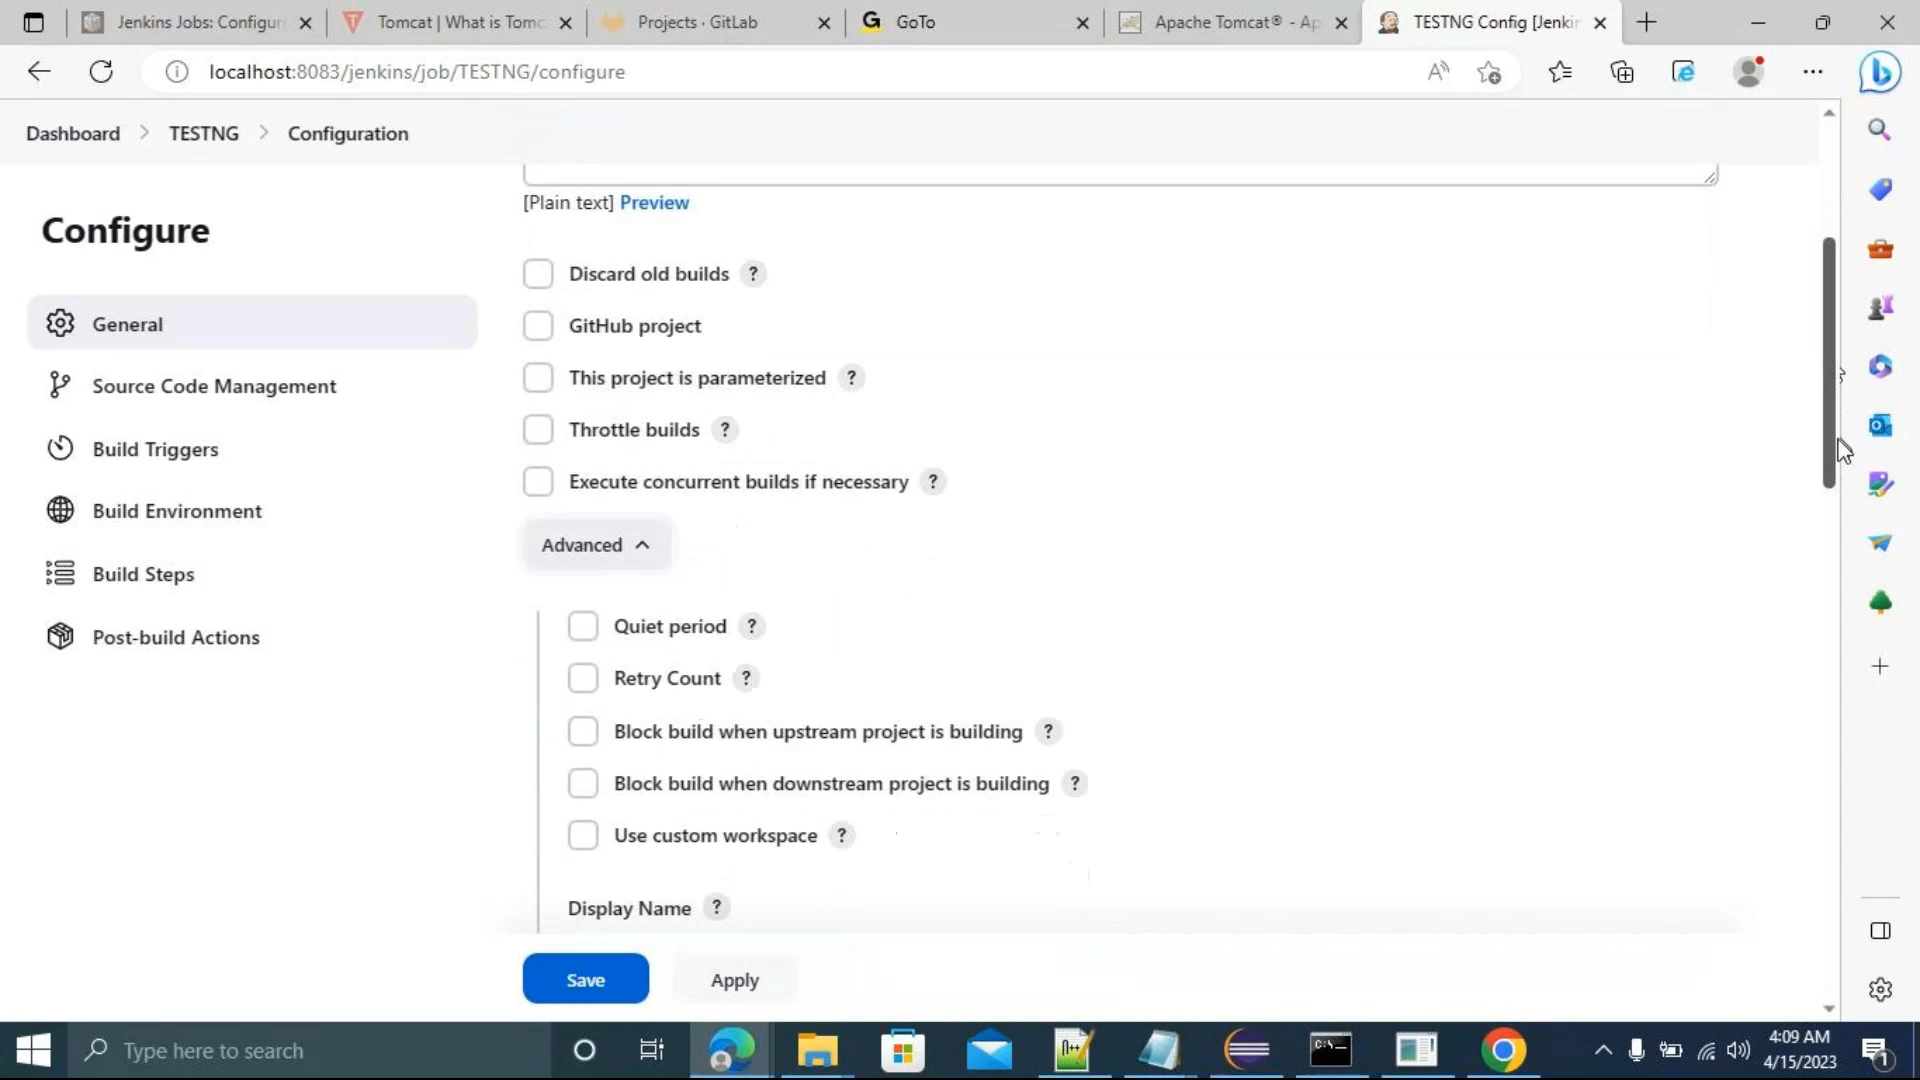 Jenkins Jobs: Configur
Tomcat | What is Tomc
Projects · GitLab
GoTo
Apache Tomcat® - Ap
TESTNG Config [Jenkin
localhost:8083/jenkins/job/TESTNG/configure
Dashboard > TESTNG > Configuration
Configure
General
Source Code Management
Build Triggers
Build Environment
Build Steps
Post-build Actions
[Plain text] Preview
Discard old builds ?
GitHub project
This project is parameterized ?
Throttle builds ?
Execute concurrent builds if necessary ?
Advanced
Quiet period ?
Retry Count ?
Block build when upstream project is building ?
Block build when downstream project is building ?
Use custom workspace ?
Display Name ?
Save Apply
Type here to search
4:09 AM
4/15/2023
1